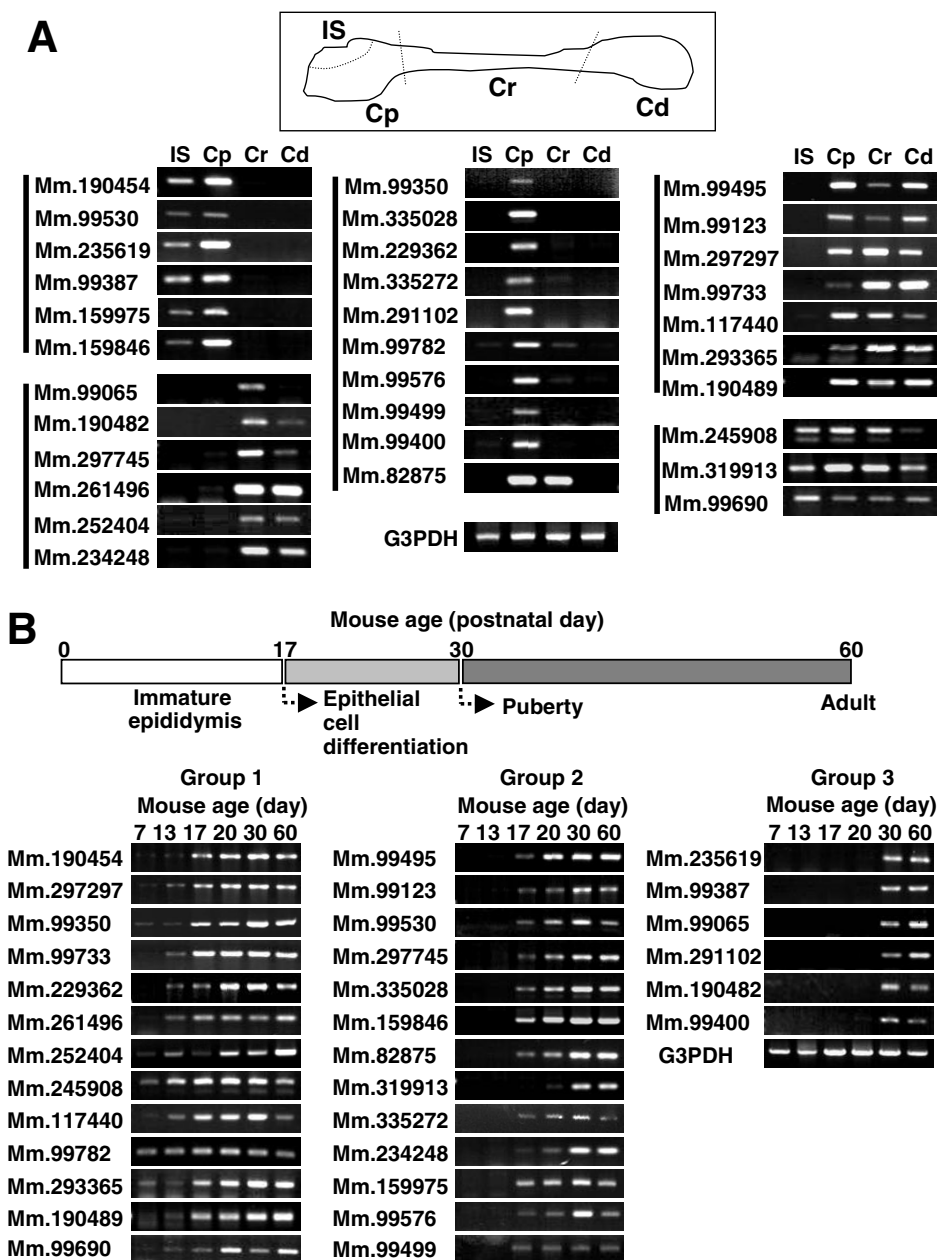 A
IS
Cp
Cr
Cd
IS Cp Cr Cd
Mm.190454
Mm.99530
Mm.235619
Mm.99387
Mm.159975
Mm.159846
Mm.99065
Mm.190482
Mm.297745
Mm.261496
Mm.252404
Mm.234248
IS Cp Cr Cd
Mm.99350
Mm.335028
Mm.229362
Mm.335272
Mm.291102
Mm.99782
Mm.99576
Mm.99499
Mm.99400
Mm.82875
G3PDH
IS Cp Cr Cd
Mm.99495
Mm.99123
Mm.297297
Mm.99733
Mm.117440
Mm.293365
Mm.190489
Mm.245908
Mm.319913
Mm.99690
B
Mouse age (postnatal day)
0 17 30 60
Immature
epididymis
Epithelial
cell
differentiation
Puberty
Adult
Group 1
Mouse age (day)
7 13 17 20 30 60
Mm.190454
Mm.297297
Mm.99350
Mm.99733
Mm.229362
Mm.261496
Mm.252404
Mm.245908
Mm.117440
Mm.99782
Mm.293365
Mm.190489
Mm.99690
Group 2
Mouse age (day)
7 13 17 20 30 60
Mm.99495
Mm.99123
Mm.99530
Mm.297745
Mm.335028
Mm.159846
Mm.82875
Mm.319913
Mm.335272
Mm.234248
Mm.159975
Mm.99576
Mm.99499
Group 3
Mouse age (day)
7 13 17 20 30 60
Mm.235619
Mm.99387
Mm.99065
Mm.291102
Mm.190482
Mm.99400
G3PDH